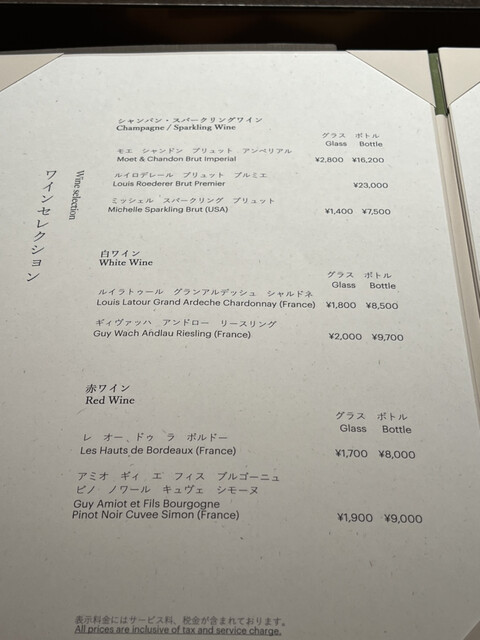 ワインセレクション
Wine selection
シャンパン・スパークリングワイン
Champagne / Sparkling Wine
グラス ボトル
Glass Bottle
モエ シャンドン ブリュット アンペリアル
Moet & Chandon Brut Imperial ¥2,800 ¥16,200
ルイロデレール ブリュット プルミエ
Louis Roederer Brut Premier ¥23,000
ミッシェル スパークリング ブリュット
Michelle Sparkling Brut (USA) ¥1,400 ¥7,500
白ワイン
White Wine
グラス ボトル
Glass Bottle
ルイラトゥール グランアルデッシュ シャルドネ
Louis Latour Grand Ardeche Chardonnay (France) ¥1,800 ¥8,500
ギィヴァッハ アンドロー リースリング
Guy Wach Andlau Riesling (France) ¥2,000 ¥9,700
赤ワイン
Red Wine
グラス ボトル
Glass Bottle
レ オー ドゥ ラ ボルドー
Les Hauts de Bordeaux (France) ¥1,700 ¥8,000
アミオ ギィ エ フィス ブルゴーニュ
ピノ ノワール キュヴェ シモーヌ
Guy Amiot et Fils Bourgogne
Pinot Noir Cuvee Simon (France) ¥1,900 ¥9,000
表示料金にはサービス料、税金が含まれております。
All prices are inclusive of tax and service charge.